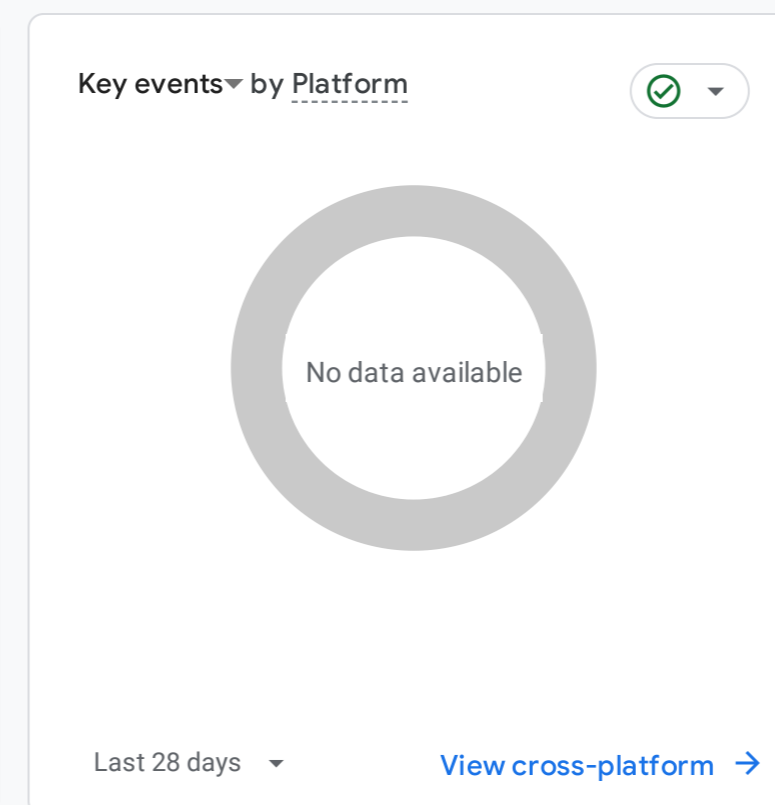 Key events by Platform
No data available
Last 28 days
View cross-platform